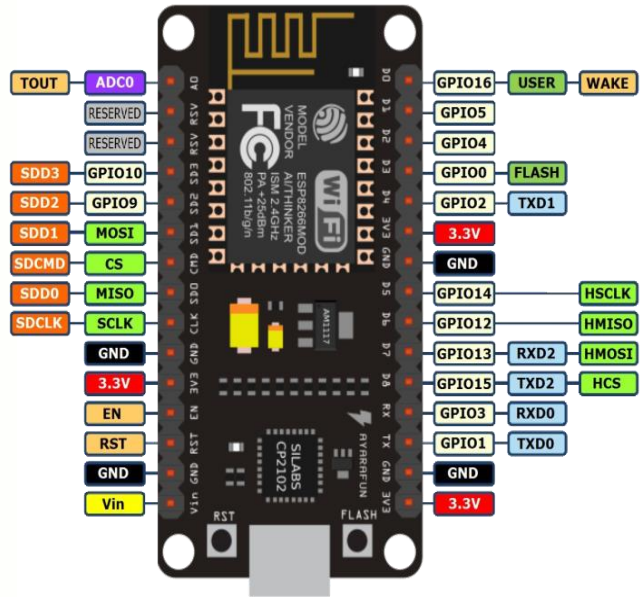 TOUT ADC0 A0
RESERVED RSV
RESERVED RSV
SDD3 GPIO10 SD3
SDD2 GPIO9 SD2
SDD1 MOSI SD1
SDCMD CS CMD
SDD0 MISO SDO
SDCLK SCLK CLK
GND GND
3.3V 3V3
EN EN
RST RST
GND GND
Vin Vin
MODEL ESP8266MOD
VENDOR AI/THINKER
ISM 2.4GHz
PA +25dBm
802.11b/g/n
FC
Wi Fi
AM1117
SILABS
CP2102
AYARAFUN
RST
FLASH
D0 GPIO16 USER WAKE
D1 GPIO5
D2 GPIO4
D3 GPIO0 FLASH
D4 GPIO2 TXD1
3V3 3.3V
GND GND
D5 GPIO14 HSCLK
D6 GPIO12 HMISO
D7 GPIO13 RXD2 HMOSI
D8 GPIO15 TXD2 HCS
RX GPIO3 RXD0
TX GPIO1 TXD0
GND GND
3V3 3.3V